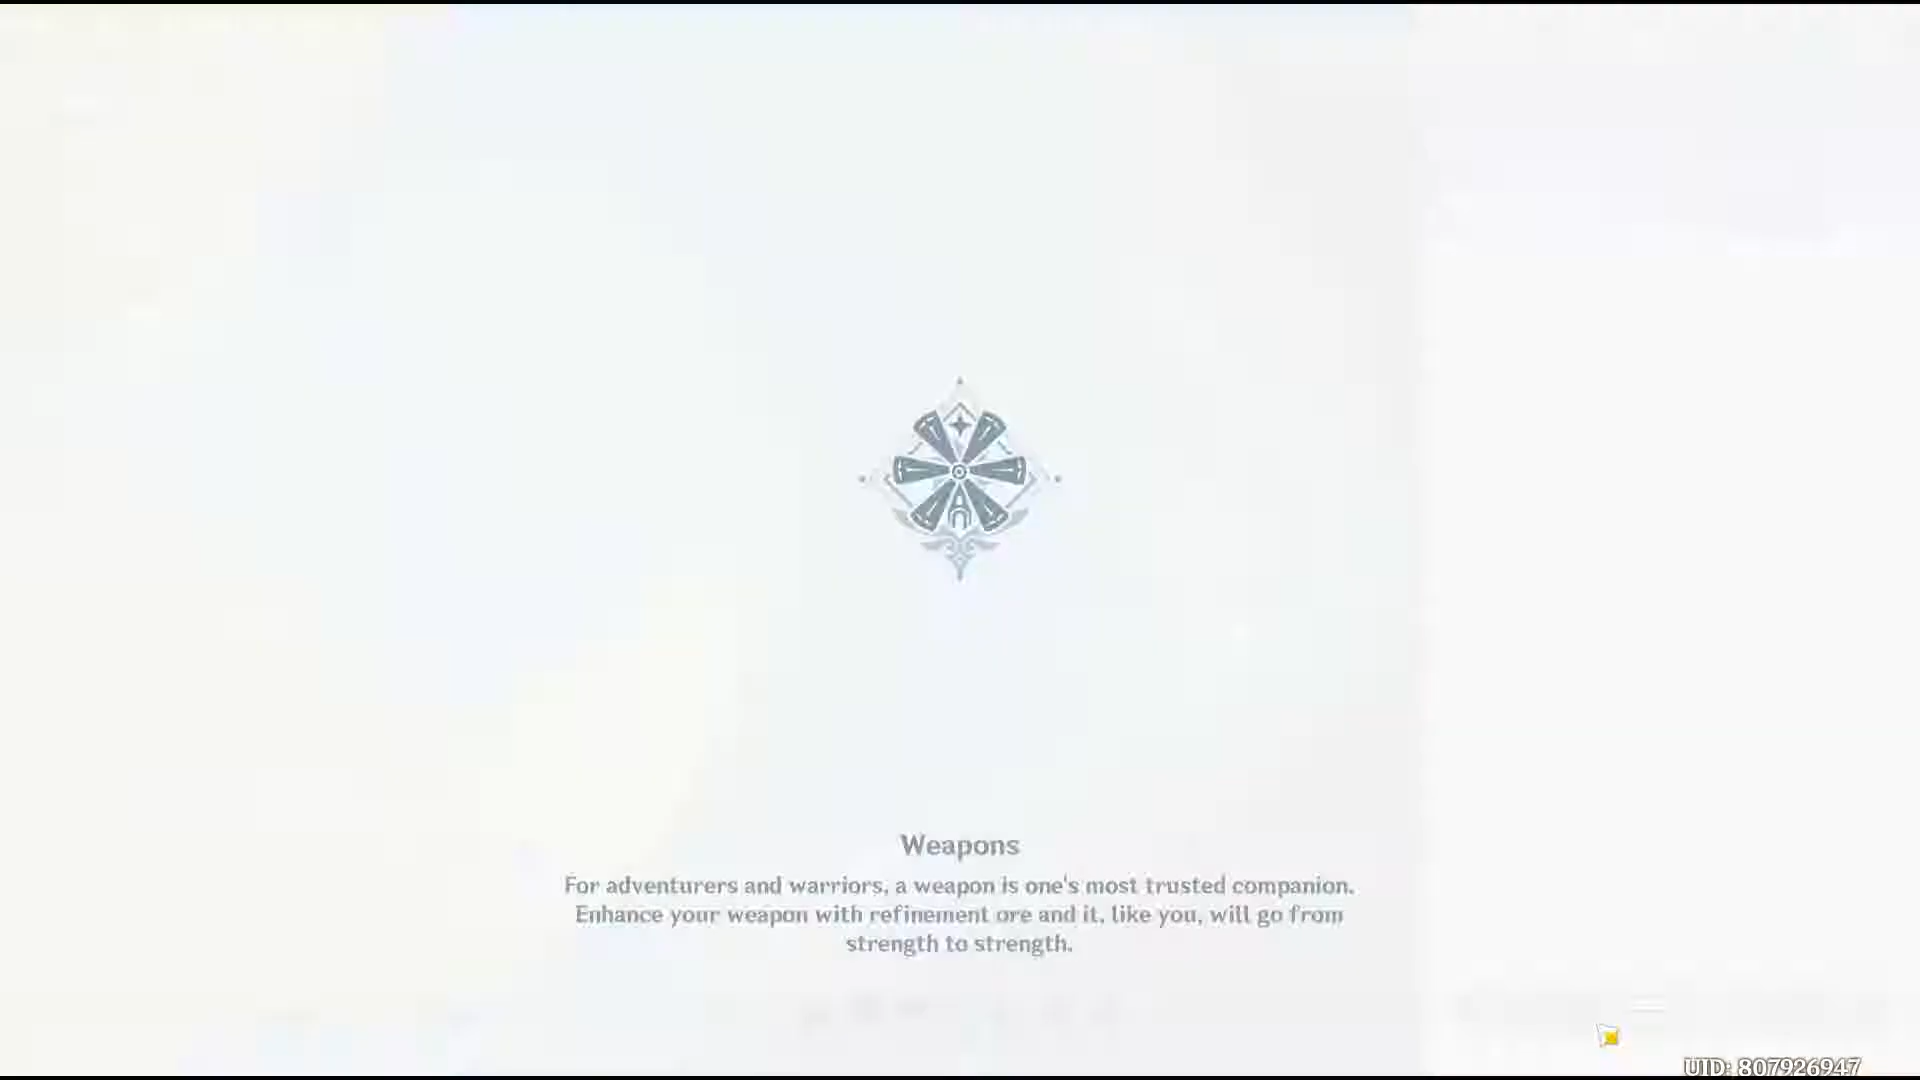 Weapons
For adventurers and warriors, a weapon is one's most trusted companion.
Enhance your weapon with refinement ore and it, like you, will go from
strength to strength.
UID: 807926947